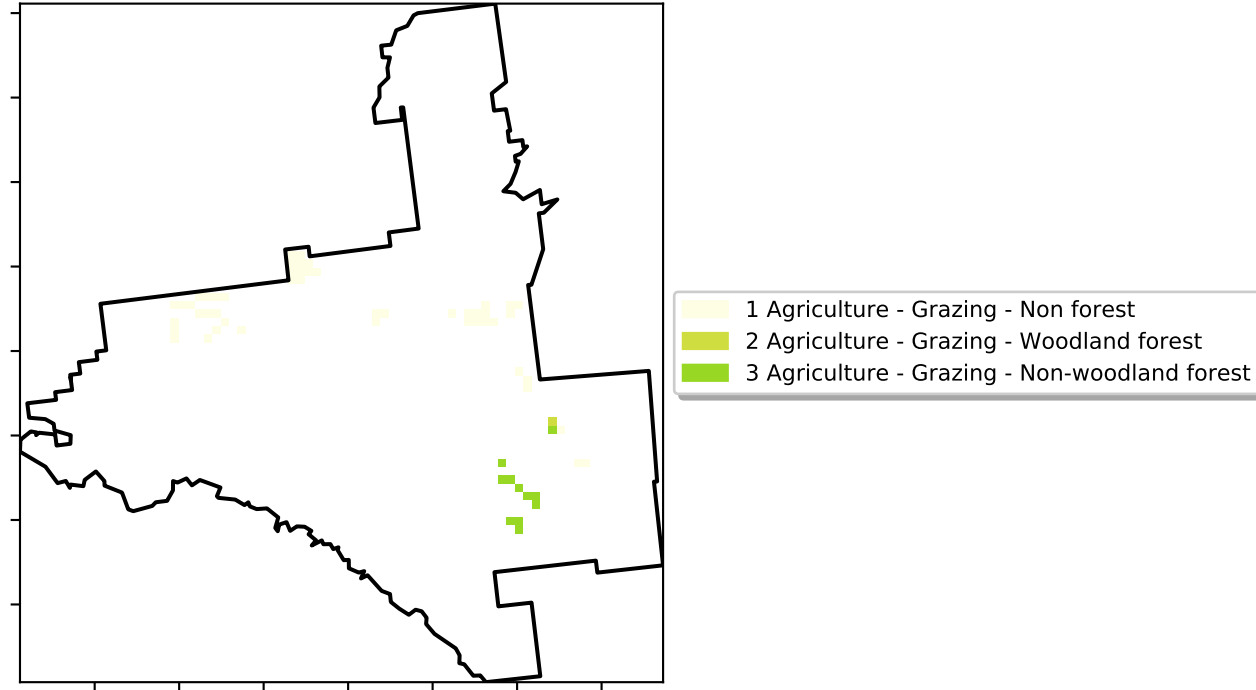 1 Agriculture - Grazing - Non forest
2 Agriculture - Grazing - Woodland forest
3 Agriculture - Grazing - Non-woodland forest